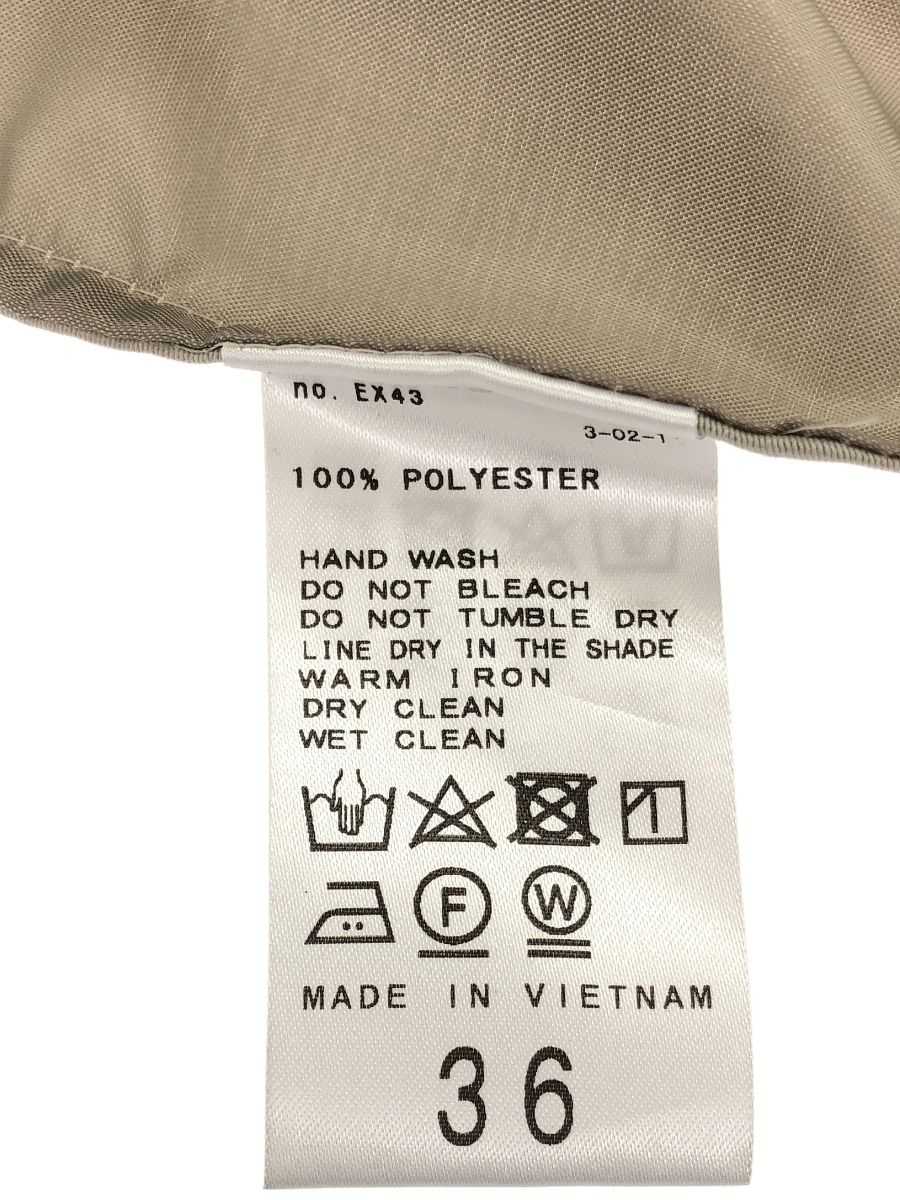 no. EX43
3-02-1
100% POLYESTER
HAND WASH
DO NOT BLEACH
DO NOT TUMBLE DRY
LINE DRY IN THE SHADE
WARM IRON
DRY CLEAN
WET CLEAN
F W
MADE IN VIETNAM
36